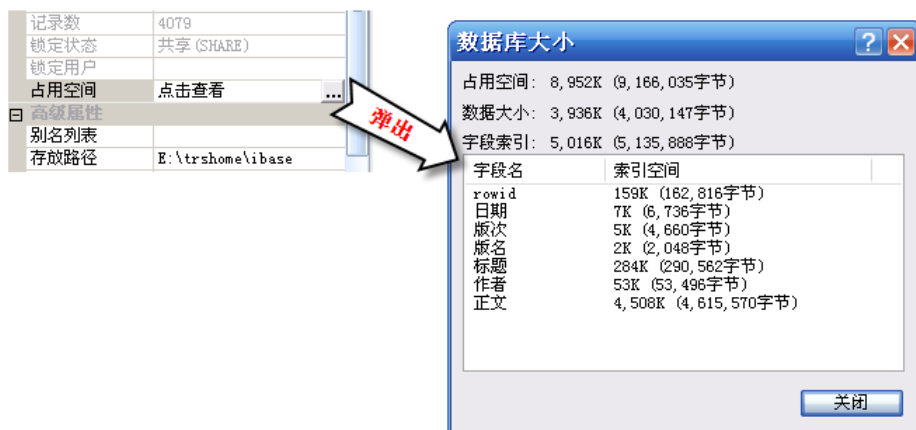 记录数 4079
锁定状态 共享(SHARE)
锁定用户
占用空间 点击查看 ...
高级属性
别名列表
存放路径 E:\trshome\ibase
弹出
数据库大小
占用空间: 8,952K (9,166,035字节)
数据大小: 3,936K (4,030,147字节)
字段索引: 5,016K (5,135,888字节)
字段名 索引空间
rowid 159K (162,816字节)
日期 7K (6,736字节)
版次 5K (4,660字节)
版名 2K (2,048字节)
标题 284K (290,562字节)
作者 53K (53,496字节)
正文 4,508K (4,615,570字节)
关闭